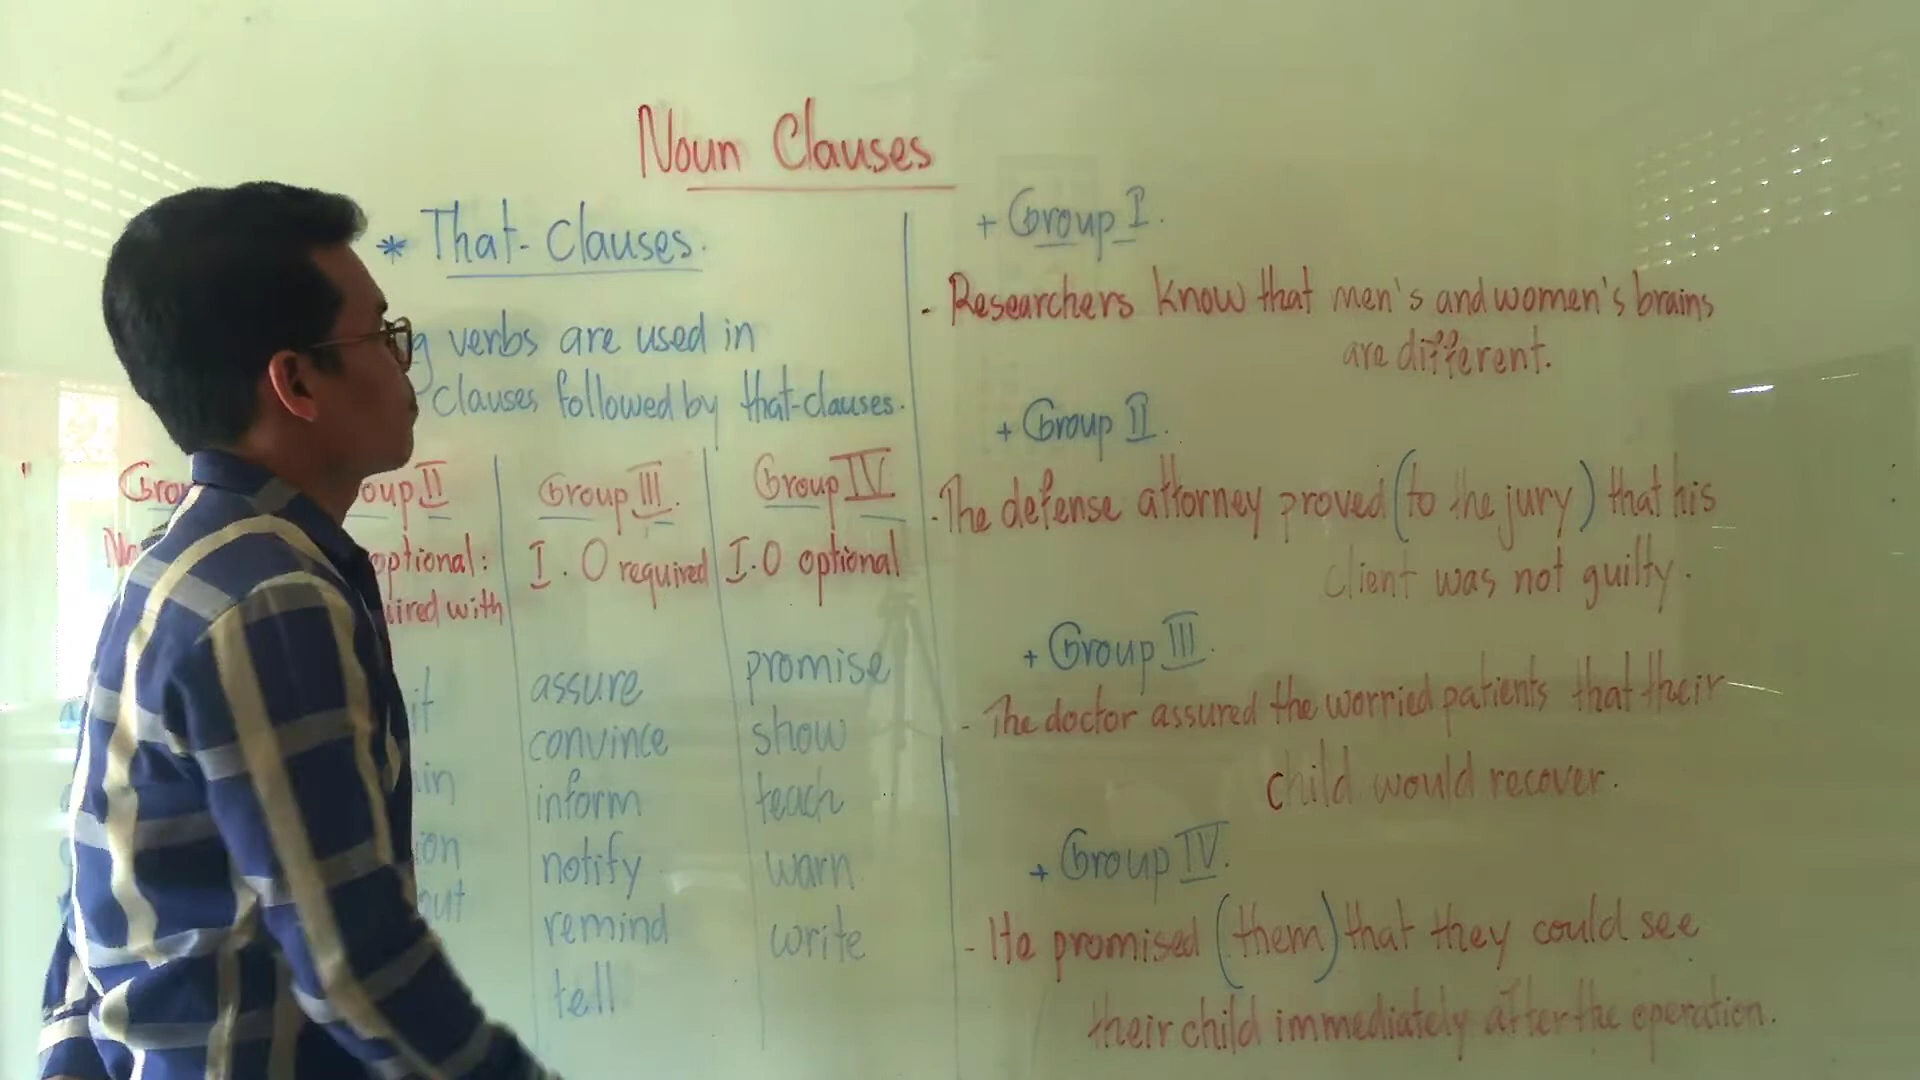 Noun Clauses
* That-Clauses.
verbs are used in
clauses followed by that-clauses.
Group II
optional:
with
Group III.
I.O required
assure
convince
inform
notify
remind
tell
Group IV
I.O optional
promise
show
teach
warn
write
+ Group I.
- Researchers know that men's and women's brains
are different.
+ Group II.
- The defense attorney proved (to the jury) that his
client was not guilty.
+ Group III.
- The doctor assured the worried patients that their
child would recover.
+ Group IV.
- He promised (them) that they could see
their child immediately after the operation.